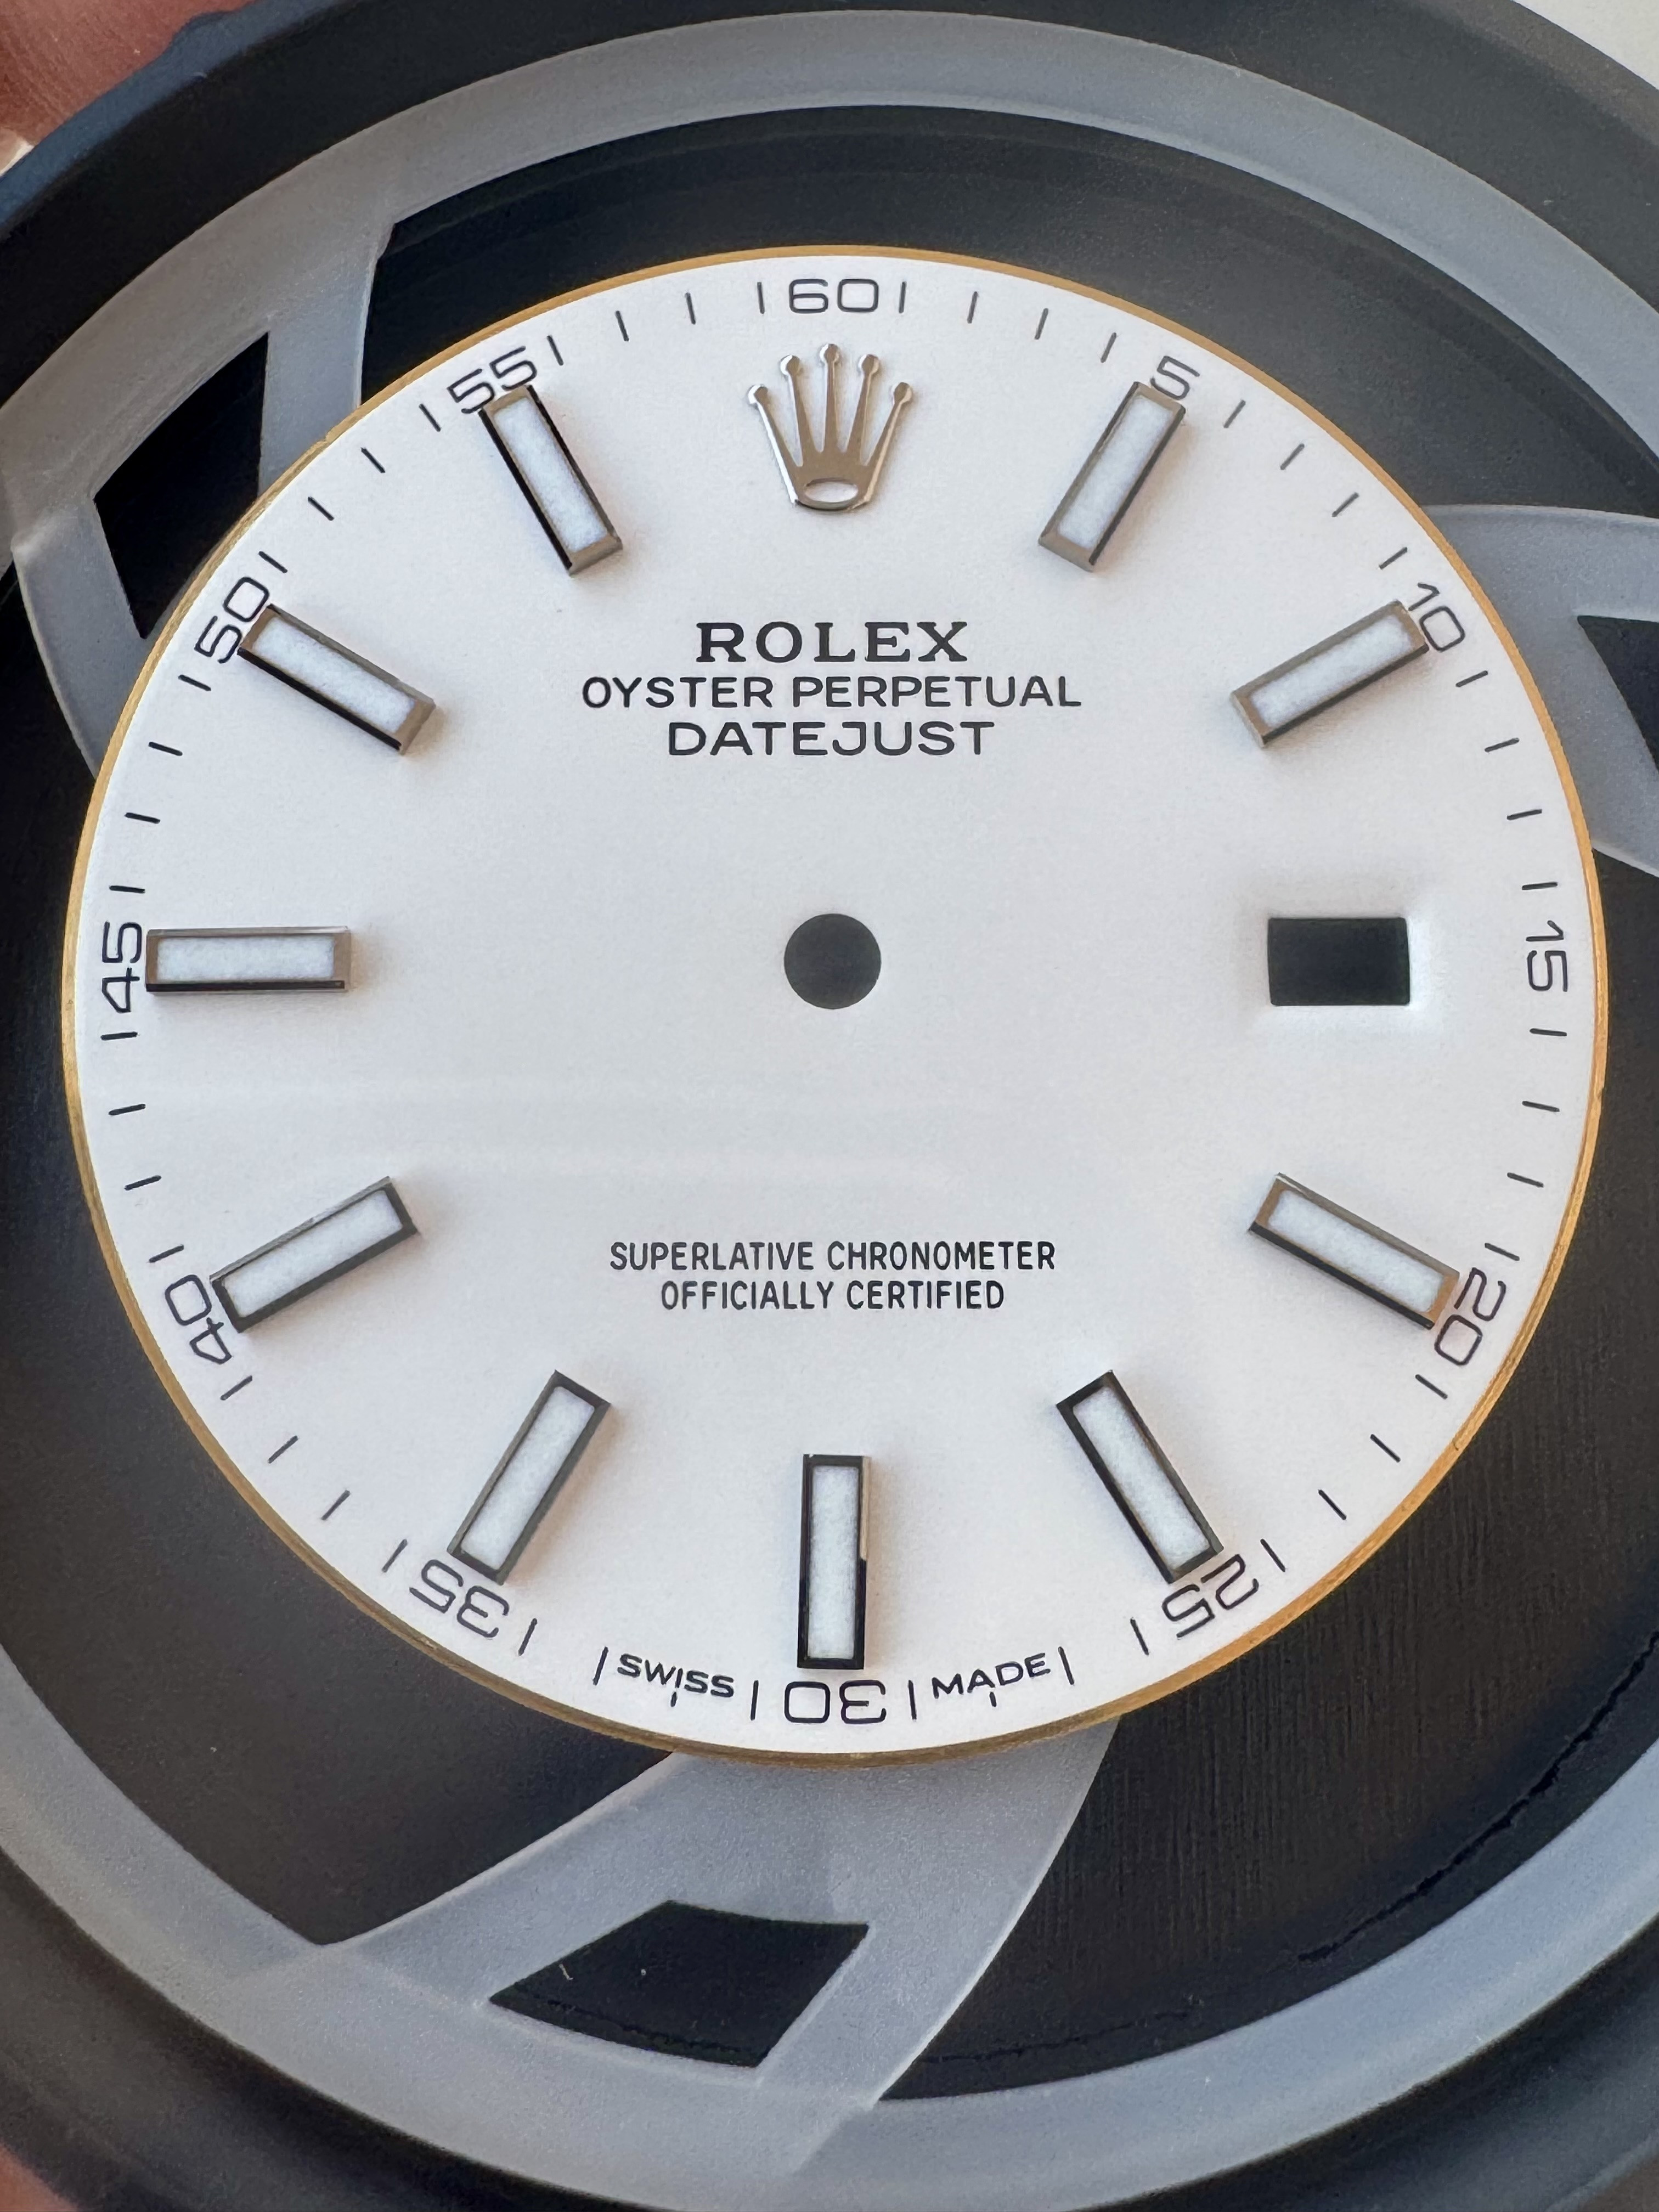 60
5
10
15
20
25
30
35
40
45
50
55
ROLEX
OYSTER PERPETUAL
DATEJUST
SUPERLATIVE CHRONOMETER
OFFICIALLY CERTIFIED
SWISS MADE